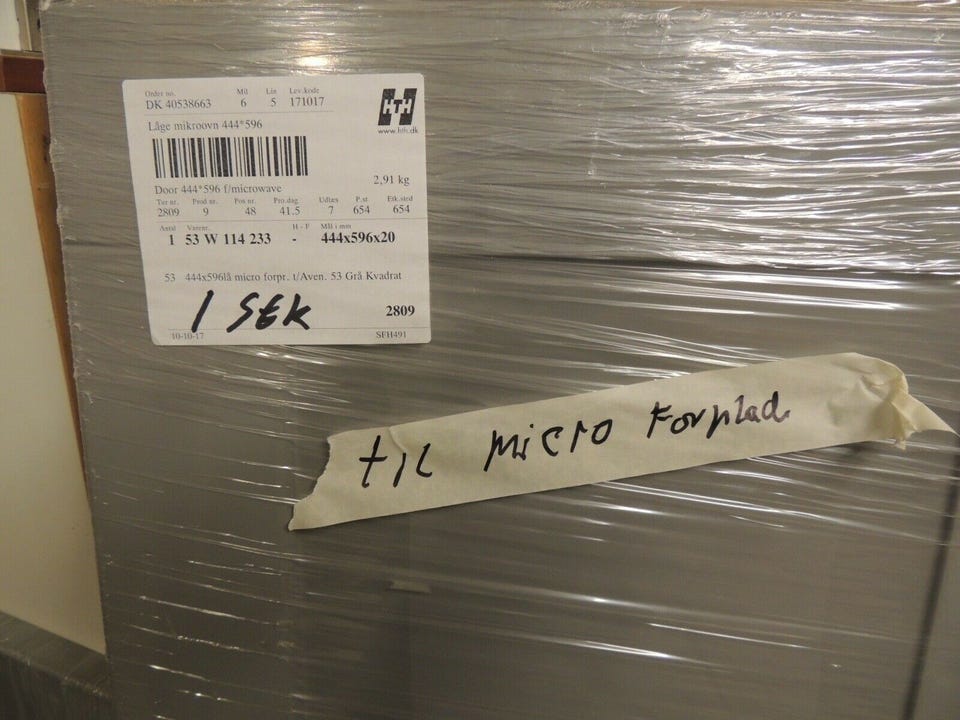 Order no. Mil Lin Lev.kode
DK 40538663 6 5 171017
HTH
www.hth.dk
Låge mikroovn 444*596
2,91 kg
Door 444*596 f/microwave
Tør nr. Prod nr. Pos nr. Pro.dag Udlæs P.st Etk.sted
2809 9 48 41.5 7 654 654
Antal Varenr. H - P Mål i mm
1 53 W 114 233 - 444x596x20
53 444x596lå micro forpr. t/Aven. 53 Grå Kvadrat
1 SEK
2809
10-10-17 SFH491
til micro Forplad.